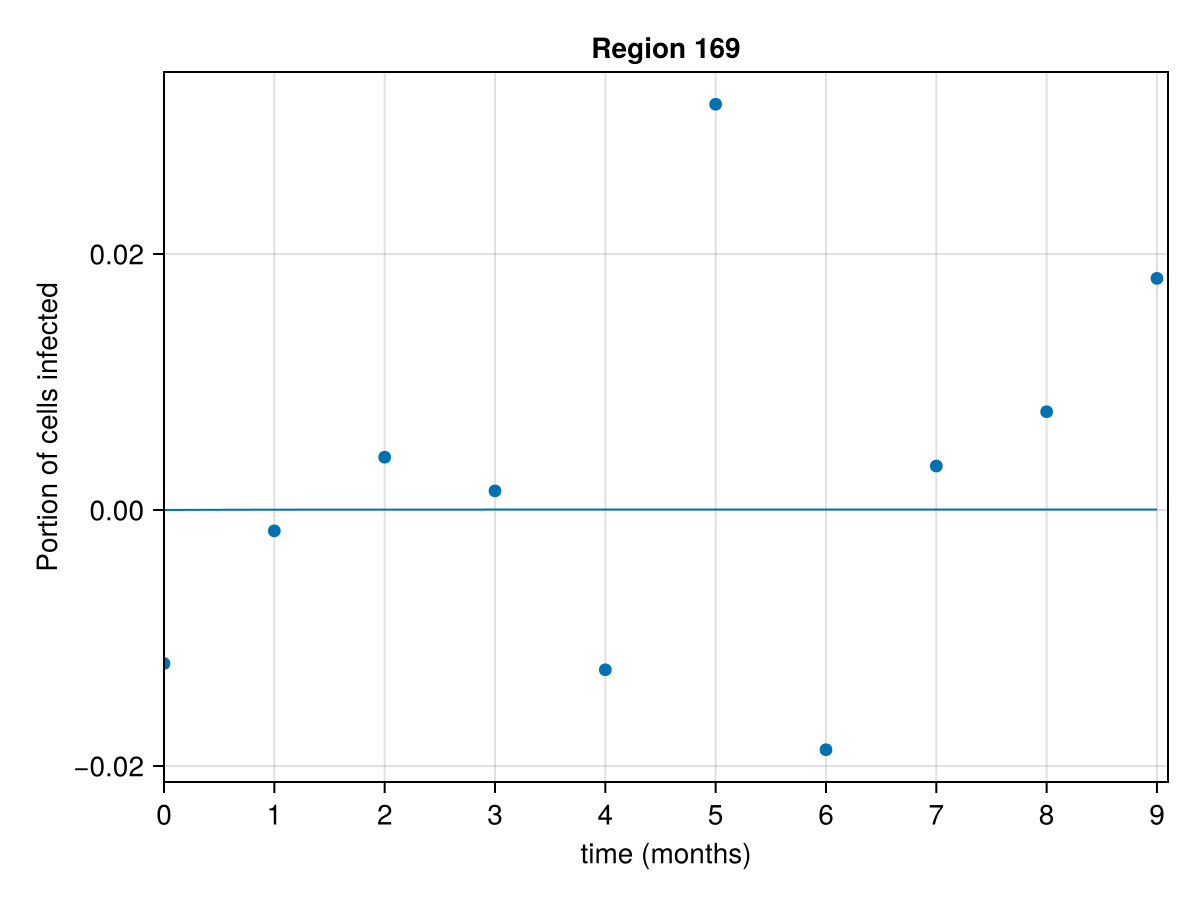 Region 169
Portion of cells infected
0.02
0.00
−0.02
0 1 2 3 4 5 6 7 8 9
time (months)